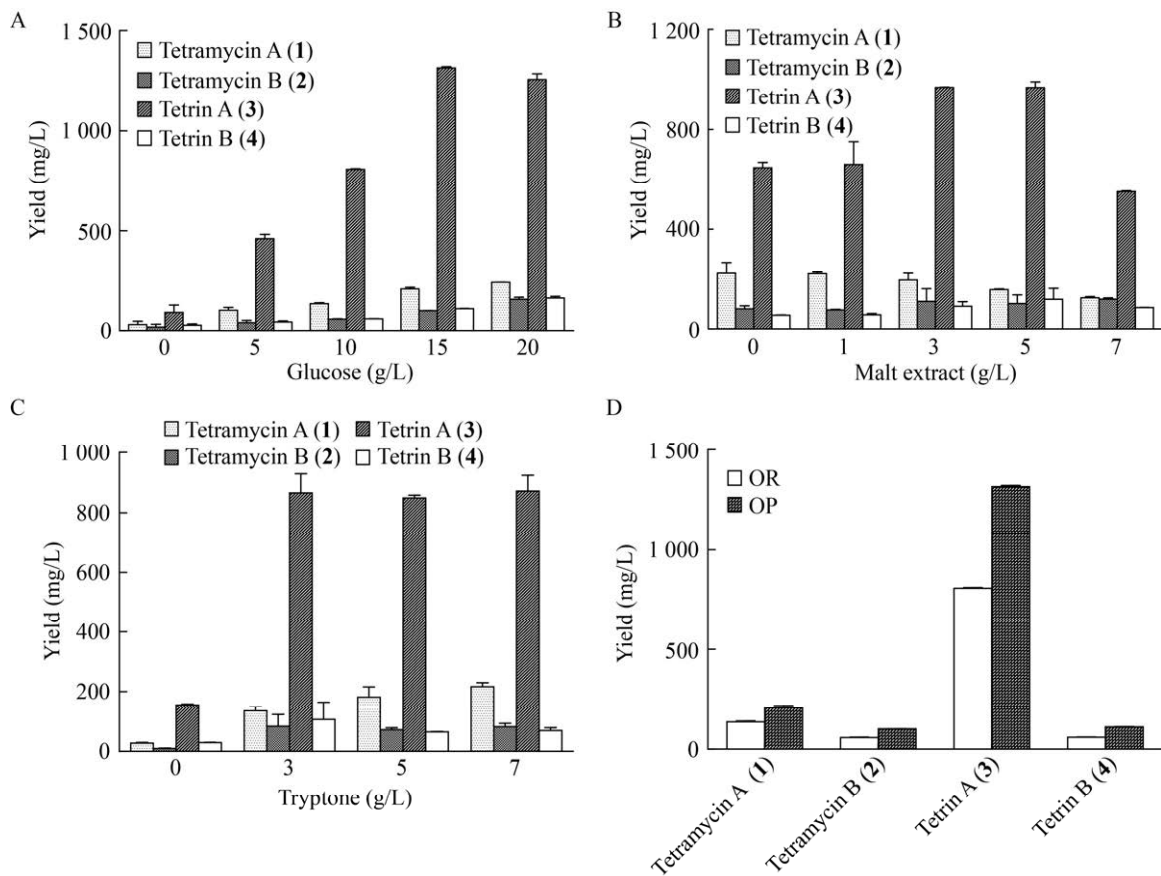 A
Yield (mg/L)
1 500
1 000
500
0
Tetramycin A (1)
Tetramycin B (2)
Tetrin A (3)
Tetrin B (4)
0 5 10 15 20
Glucose (g/L)
B
Yield (mg/L)
1 200
800
400
0
Tetramycin A (1)
Tetramycin B (2)
Tetrin A (3)
Tetrin B (4)
0 1 3 5 7
Malt extract (g/L)
C
Yield (mg/L)
1 000
800
600
400
200
0
Tetramycin A (1) Tetrin A (3)
Tetramycin B (2) Tetrin B (4)
0 3 5 7
Tryptone (g/L)
D
Yield (mg/L)
1 500
1 000
500
0
OR
OP
Tetramycin A (1)
Tetramycin B (2)
Tetrin A (3)
Tetrin B (4)